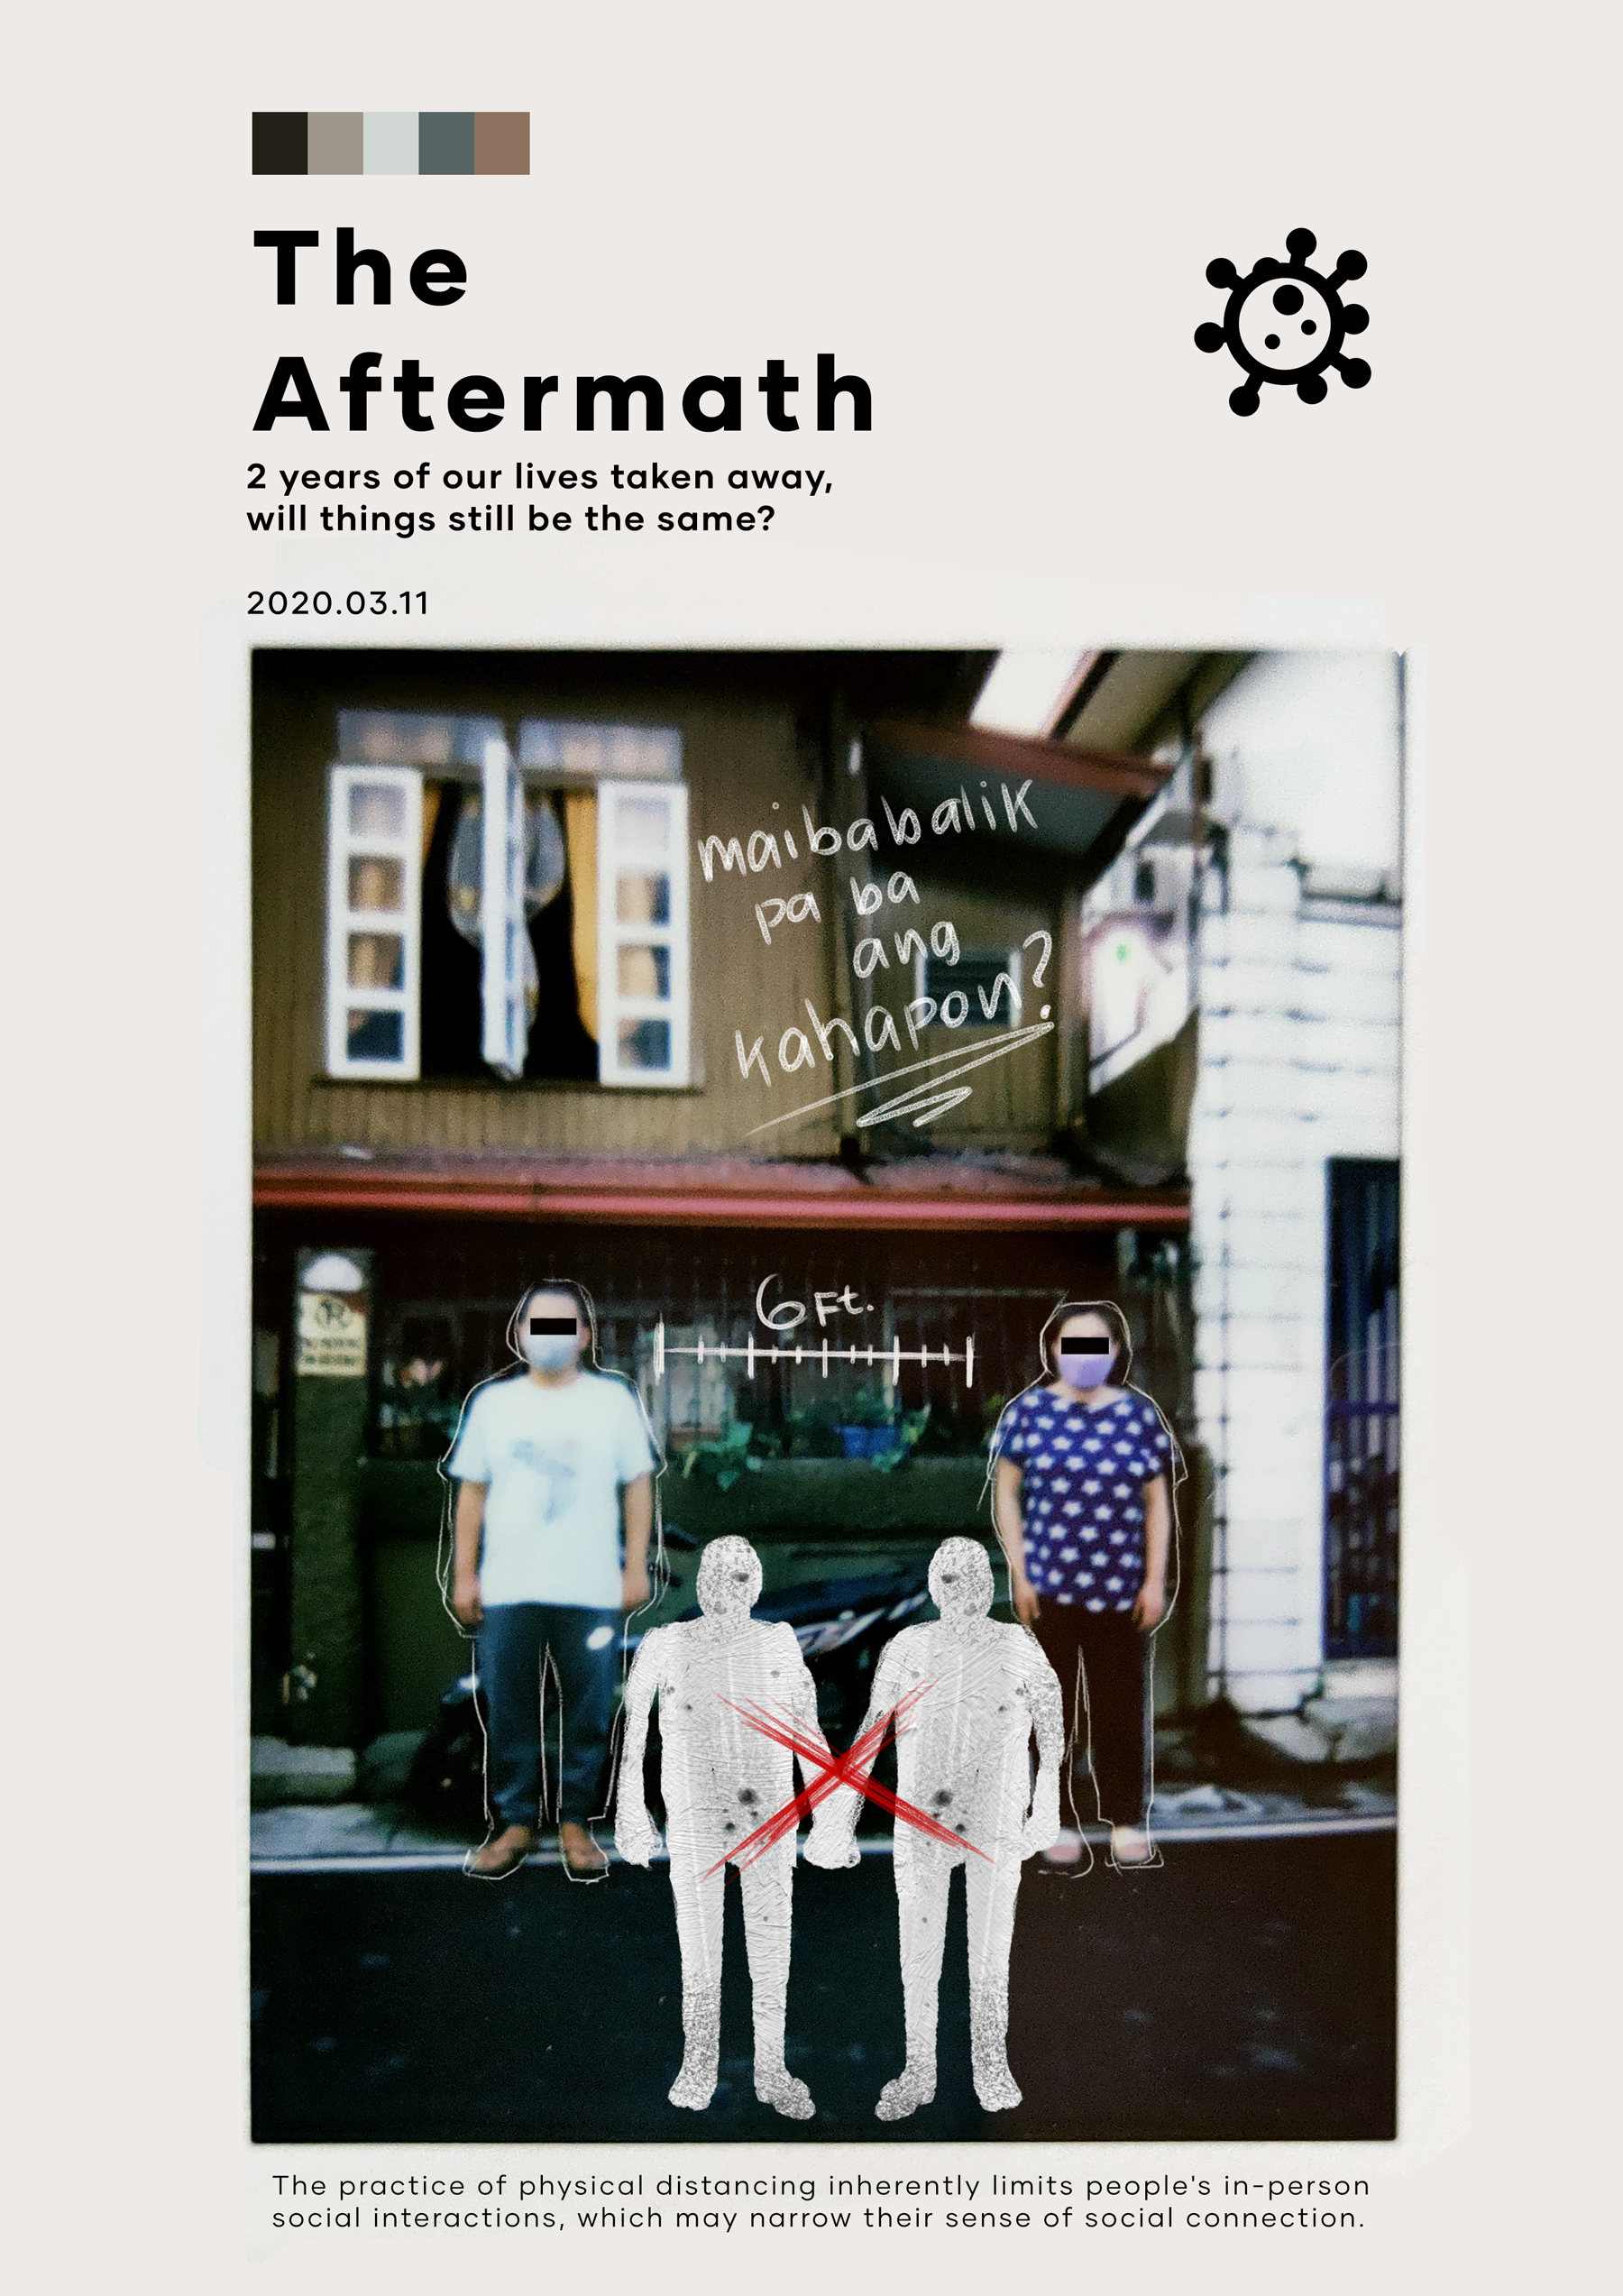 The
Aftermath
2 years of our lives taken away,
will things still be the same?
2020.03.11
maibabalik
pa ba
ang
kahapon?
6 Ft.
The practice of physical distancing inherently limits people's in-person
social interactions, which may narrow their sense of social connection.